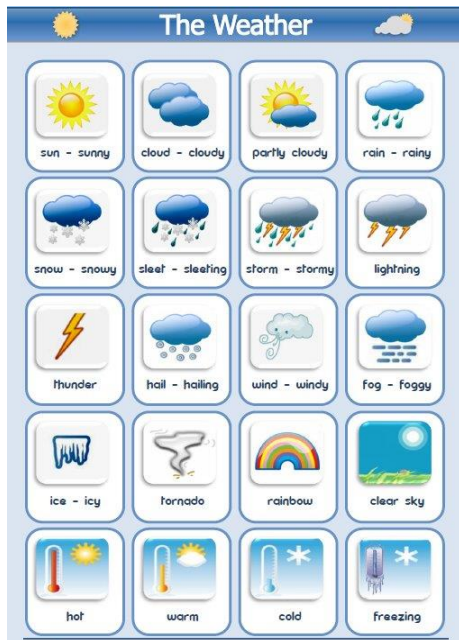 The Weather
sun - sunny
cloud - cloudy
partly cloudy
rain - rainy
snow - snowy
sleet - sleeting
storm - stormy
lightning
thunder
hail - hailing
wind - windy
fog - foggy
ice - icy
tornado
rainbow
clear sky
hot
warm
cold
freezing